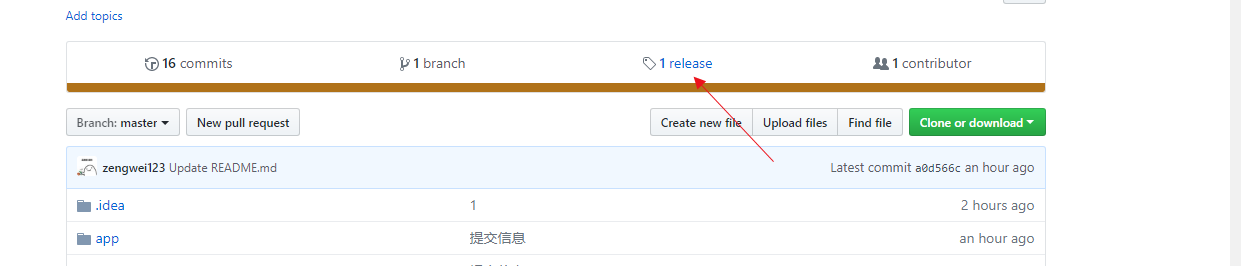 Add topics
16 commits 1 branch 1 release 1 contributor
Branch: master New pull request Create new file Upload files Find file Clone or download
zengwei123 Update README.md Latest commit a0d566c an hour ago
.idea 1 2 hours ago
app 提交信息 an hour ago